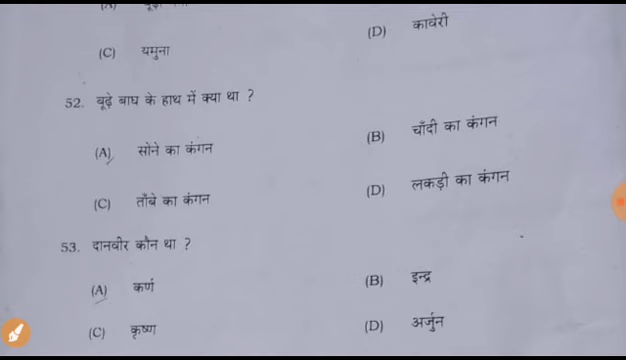 (A)
(D) कावेरी
(C) यमुना
52. बूढ़े बाघ के हाथ में क्या था ?
(A) सोने का कंगन
(B) चाँदी का कंगन
(C) ताँबे का कंगन
(D) लकड़ी का कंगन
53. दानवीर कौन था ?
(A) कर्ण
(B) इन्द्र
(C) कृष्ण
(D) अर्जुन